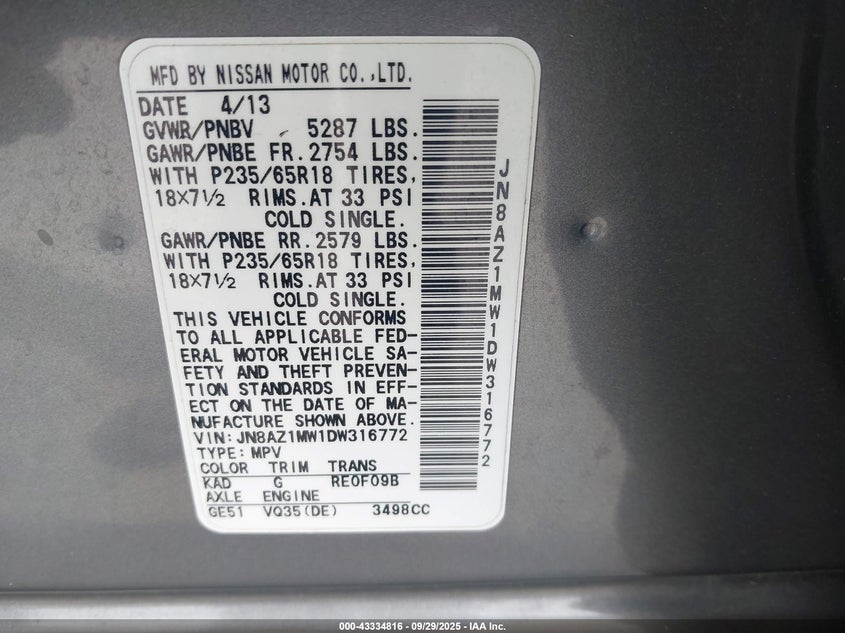 MFD BY NISSAN MOTOR CO.,LTD.
DATE 4/13
GVWR/PNBV 5287 LBS.
GAWR/PNBE FR. 2754 LBS.
WITH P235/65R18 TIRES,
18X7½ RIMS.AT 33 PSI
COLD SINGLE.
GAWR/PNBE RR. 2579 LBS.
WITH P235/65R18 TIRES,
18X7½ RIMS.AT 33 PSI
COLD SINGLE.
THIS VEHICLE CONFORMS
TO ALL APPLICABLE FED-
ERAL MOTOR VEHICLE SA-
FETY AND THEFT PREVEN-
TION STANDARDS IN EFF-
ECT ON THE DATE OF MA-
NUFACTURE SHOWN ABOVE.
VIN: JN8AZ1MW1DW316772
TYPE: MPV
COLOR TRIM TRANS
KAD G RE0F09B
AXLE ENGINE
GE51 VQ35(DE) 3498CC
JN8AZ1MW1DW316772
000-43334816 - 09/29/2025 - IAA Inc.